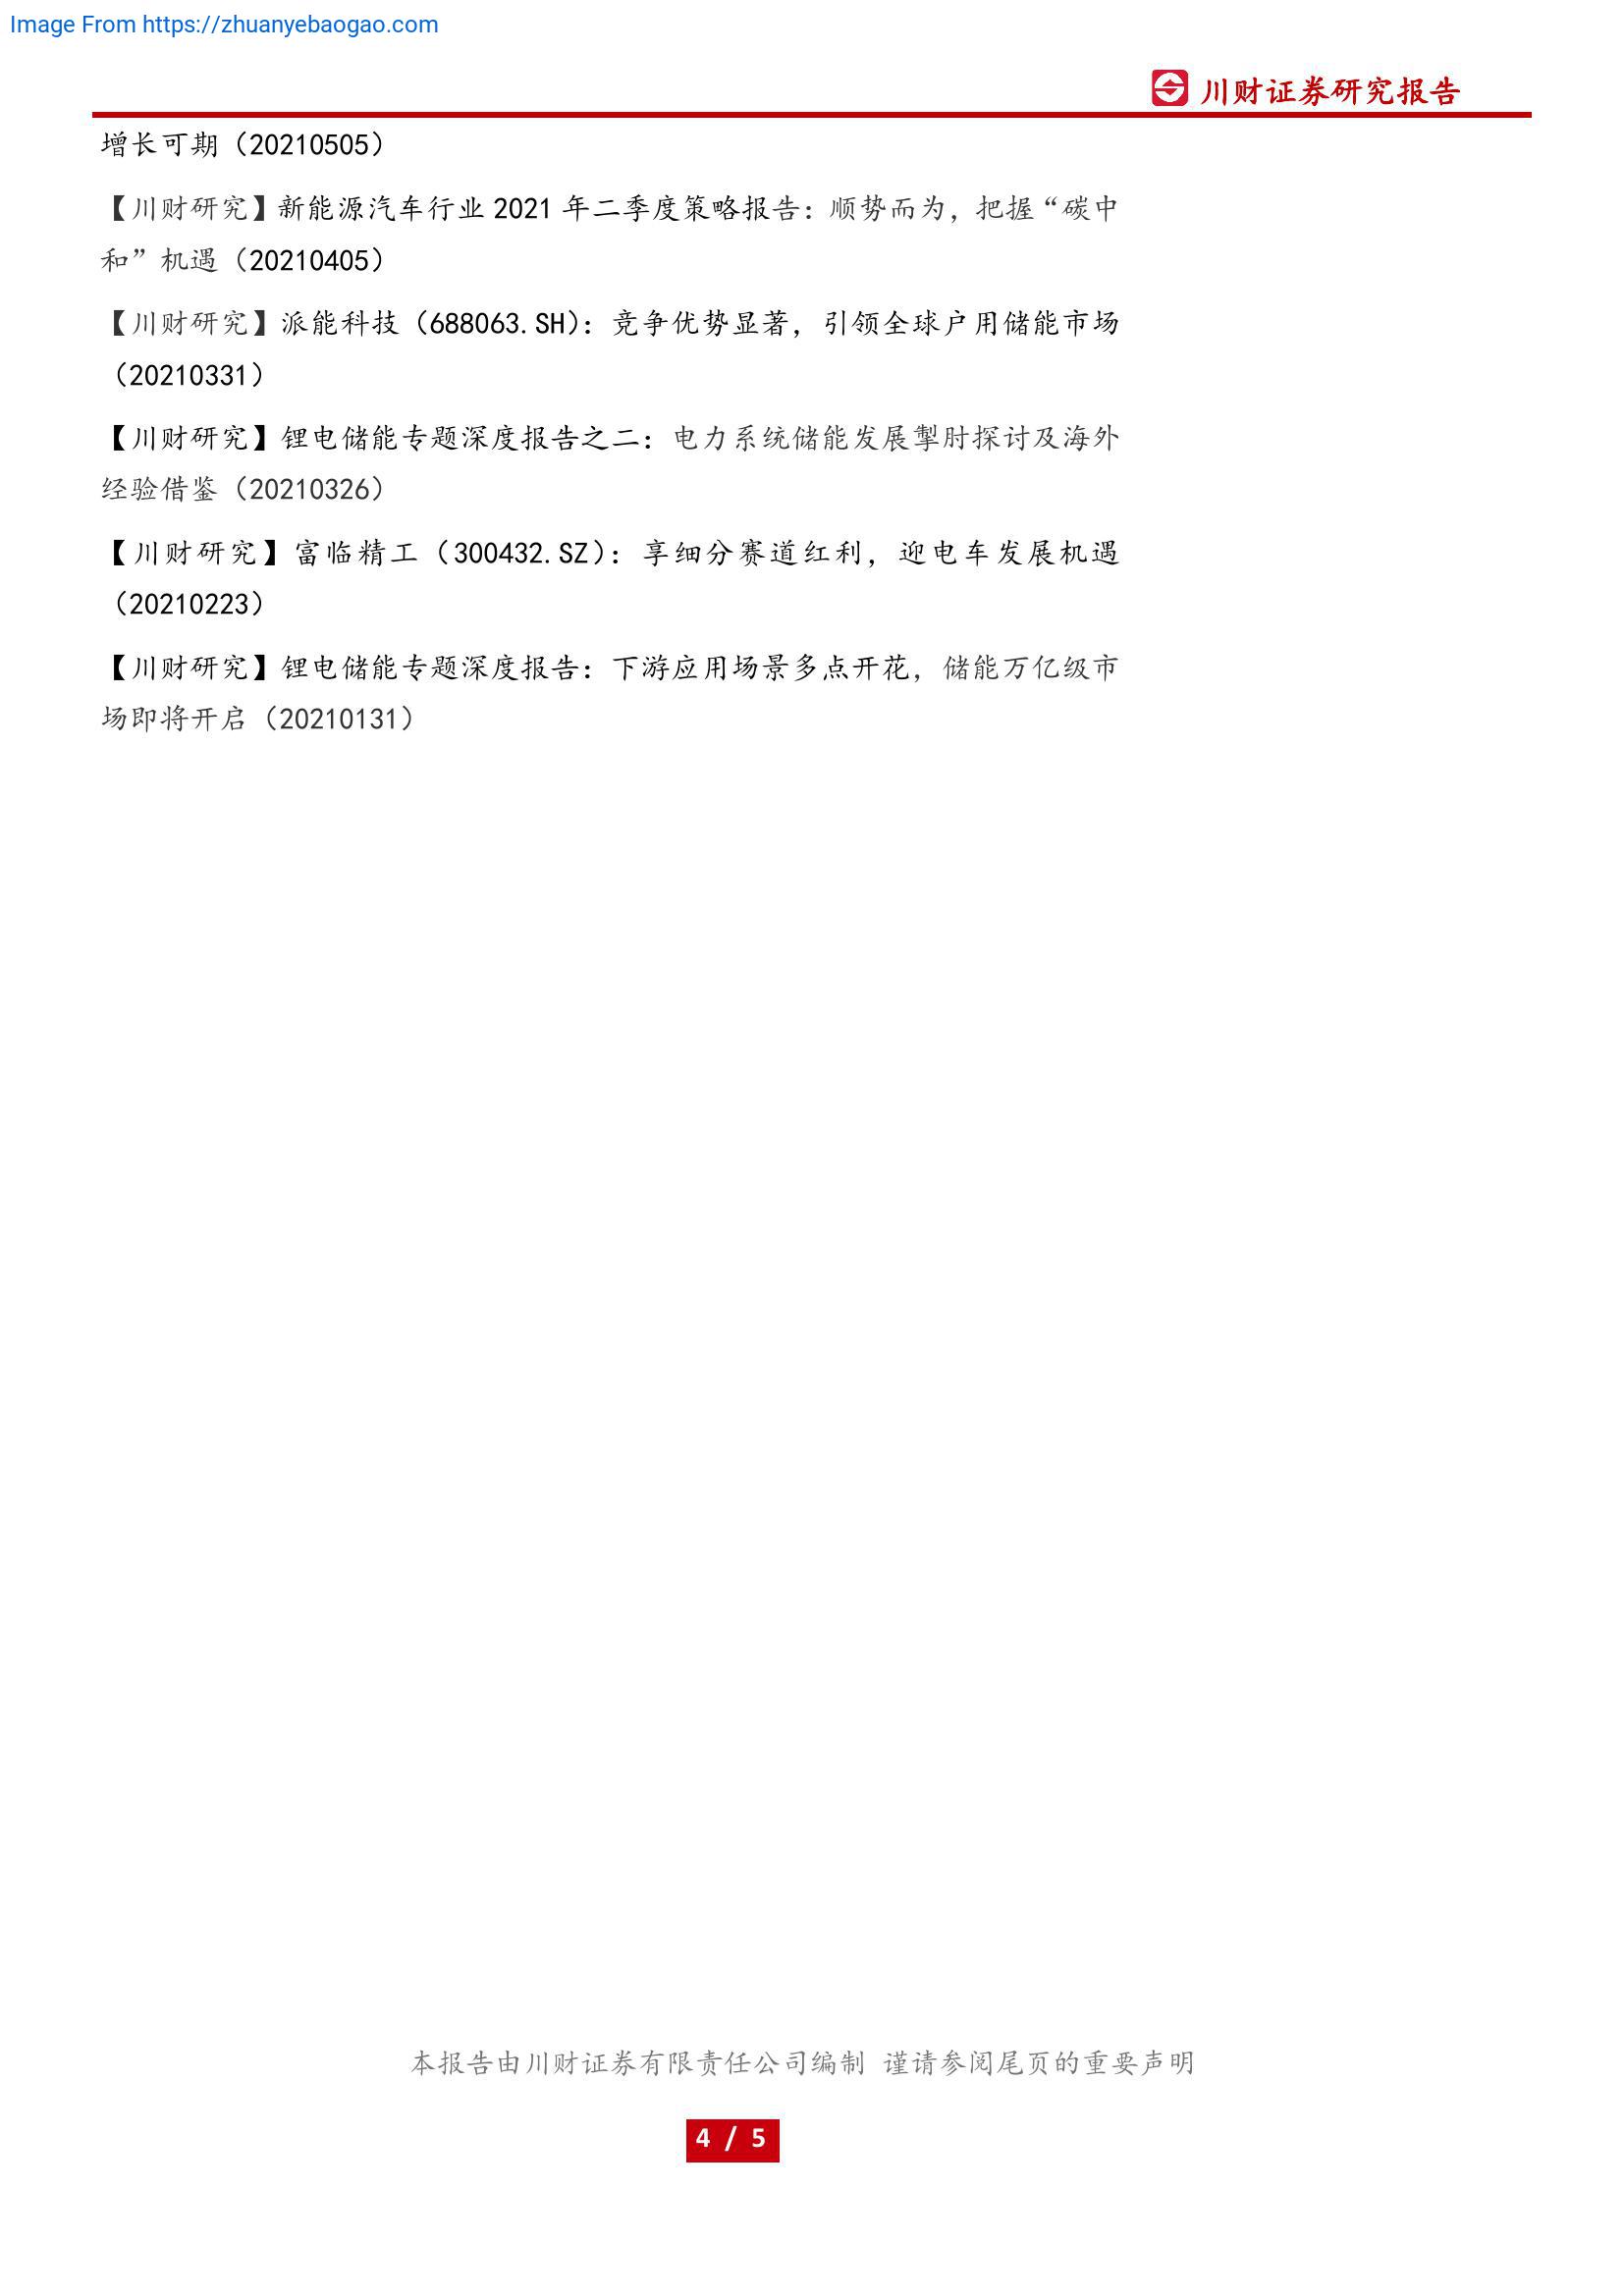 Image From https://zhuanyebaogao.com
川财证券研究报告
增长可期（20210505）
【川财研究】新能源汽车行业 2021 年二季度策略报告：顺势而为，把握“碳中
和”机遇（20210405）
【川财研究】派能科技（688063.SH）：竞争优势显著，引领全球户用储能市场
（20210331）
【川财研究】锂电储能专题深度报告之二：电力系统储能发展掣肘探讨及海外
经验借鉴（20210326）
【川财研究】富临精工（300432.SZ）：享细分赛道红利，迎电车发展机遇
（20210223）
【川财研究】锂电储能专题深度报告：下游应用场景多点开花，储能万亿级市
场即将开启（20210131）
本报告由川财证券有限责任公司编制 谨请参阅尾页的重要声明
4 / 5